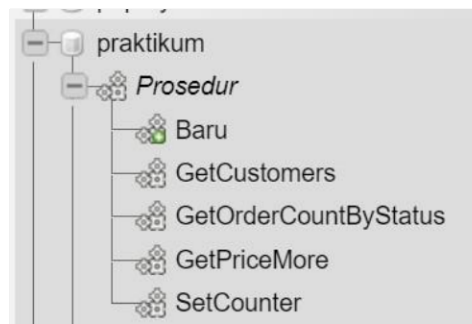 praktikum
Prosedur
Baru
GetCustomers
GetOrderCountByStatus
GetPriceMore
SetCounter